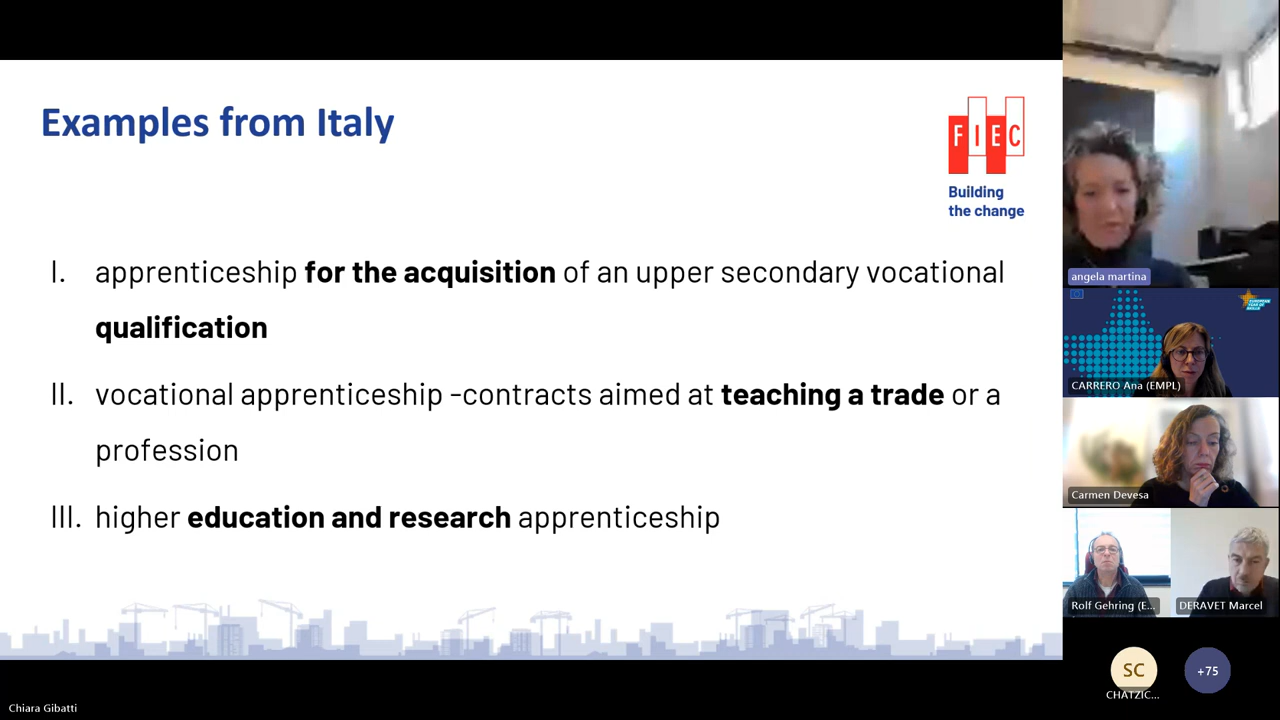 Examples from Italy
FIEC
Building
the change
I. apprenticeship for the acquisition of an upper secondary vocational
qualification
II. vocational apprenticeship -contracts aimed at teaching a trade or a
profession
III. higher education and research apprenticeship
angela martina
CARRERO Ana (EMPL)
Carmen Devesa
Rolf Gehring (E...
DERAVET Marcel
SC
+75
CHATZIC...
Chiara Gibatti